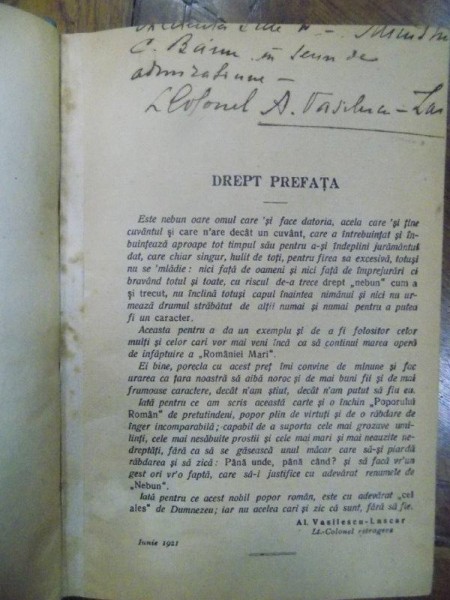 C. Baium în semn de
admirațiune —
Lt Colonel A. Vasilescu – Las
DREPT PREFAȚA
Este nebun oare omul care 'și face datoria, acela care 'și ține
cuvântul și care n'are decât un cuvânt, care a întrebuințat și în-
buințează aproape tot timpul său pentru a-și îndeplini jurământul
dat, care chiar singur, hulit de toți, pentru firea sa excesivă, totuși
nu se 'mlădie: nici față de oameni și nici față de împrejurări ci
bravând totul și toate, cu riscul de-a trece drept „nebun" cum a
și trecut, nu înclină totuși capul înaintea nimănui și nici nu ur-
mează drumul străbătut de alții numai și numai pentru a putea
fi un caracter.
Aceasta pentru a da un exemplu și de a fi folositor celor
mulți și celor cari vor mai veni încă ca să continui marea operă
de înfăptuire a „României Mari".
Ei bine, porecla cu acest preț îmi convine de minune și fac
urarea ca țara noastră să aibă noroc și de mai buni fii și de mai
frumoase caractere, decât n'am știut, decât n'am putut să fiu ea.
Iată pentru ce am scris această carte și o închin „Poporului
Român" de pretutindeni, popor plin de virtuți și de o răbdare de
înger incomparabilă; capabil de a suporta cele mai grozave umi-
linți, cele mai nesăbuite prostii și cele mai mari și mai neauzite ne-
dreptăți, fără ca să se găsească unul măcar care să-și piardă
răbdarea și să zică: Până unde, până când? și să facă vr'un
gest ori vr'o faptă, care să-i justifice cu adevărat renumele de
„Nebun".
Iată pentru ce acest nobil popor român, este cu adevărat „cel
ales" de Dumnezeu; iar nu acelea cari și zic că sunt, fără să fie.
Al. Vasilescu-Lascar
Lt.-Colonel retragere
Iunie 1921